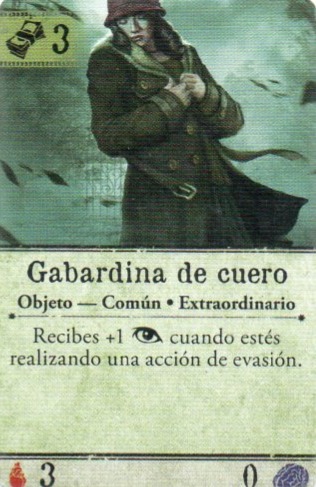 3
Gabardina de cuero
Objeto — Común • Extraordinario
Recibes +1 cuando estés
realizando una acción de evasión.
3 0